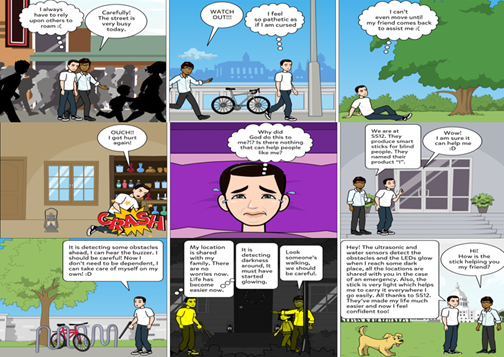 I always
have to rely
upon others
to roam :(
Carefully!
The street is
very busy
today.
WATCH
OUT!!!
I feel
so pathetic as
if I am cursed
I can't
even move until
my friend comes back
to assist me :(
OUCH!!
I got hurt
again!
CRASH
Why did
God do this to
me?!? Is there nothing
that can help people
like me?
We are at
SS12. They
produce smart
sticks for blind
people. They
named their
product "I".
Wow!
I am sure it
can help me
:D
It is detecting some obstacles
ahead, I can hear the buzzer. I
should be careful! Now I
don't need to be dependent, I
can take care of myself on my
own! :D
My location
is shared with
my family.
There are
no worries now.
Life has
become
easier now.
It is
detecting
darkness
around, It must
have started
glowing.
Look
someone's
walking,
we should
be careful.
Hey! The ultrasonic and
water sensors detect the
obstacles and the LEDs glow
when I reach some dark
place, all the locations are
shared with you in the case
of an emergency. Also, the
stick is very light which
helps me to carry it everywhere I
go easily. All thanks to SS12.
They've made my life much
easier and now I feel
confident too!
Hi!
How is the
stick helping you
my friend?